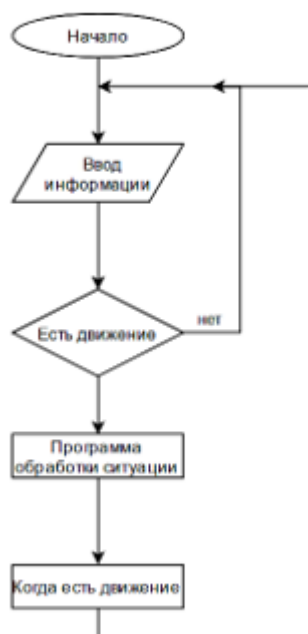 Начало
Ввод
информации
Есть движение
нет
Программа
обработки ситуации
Когда есть движение